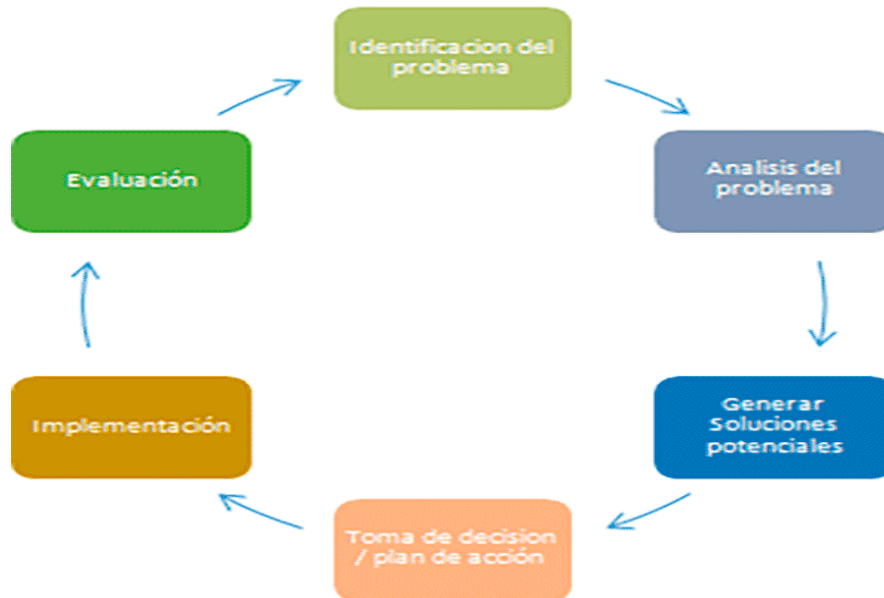 Identificacion del
problema
Analisis del
problema
Generar
Soluciones
potenciales
Toma de decision
/ plan de acción
Implementación
Evaluación